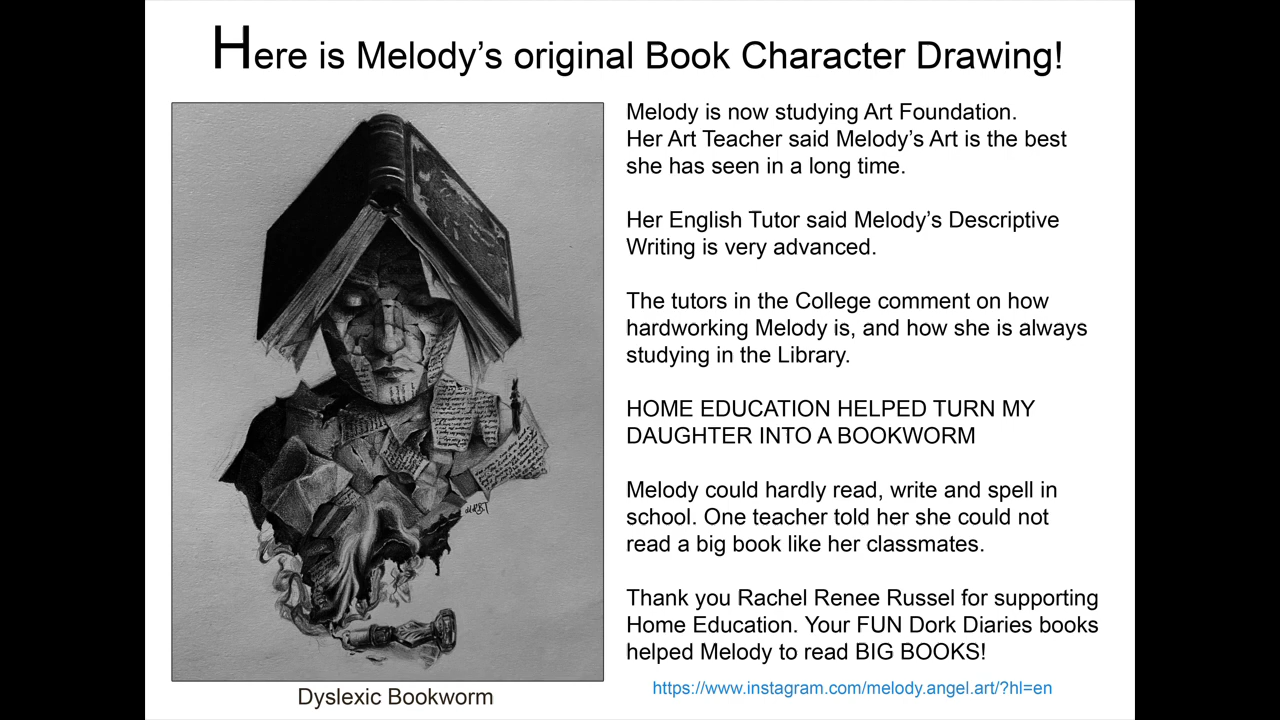 Here is Melody’s original Book Character Drawing!
Melody is now studying Art Foundation.
Her Art Teacher said Melody’s Art is the best
she has seen in a long time.
Her English Tutor said Melody’s Descriptive
Writing is very advanced.
The tutors in the College comment on how
hardworking Melody is, and how she is always
studying in the Library.
HOME EDUCATION HELPED TURN MY
DAUGHTER INTO A BOOKWORM
Melody could hardly read, write and spell in
school. One teacher told her she could not
read a big book like her classmates.
Thank you Rachel Renee Russel for supporting
Home Education. Your FUN Dork Diaries books
helped Melody to read BIG BOOKS!
https://www.instagram.com/melody.angel.art/?hl=en
Dyslexic Bookworm